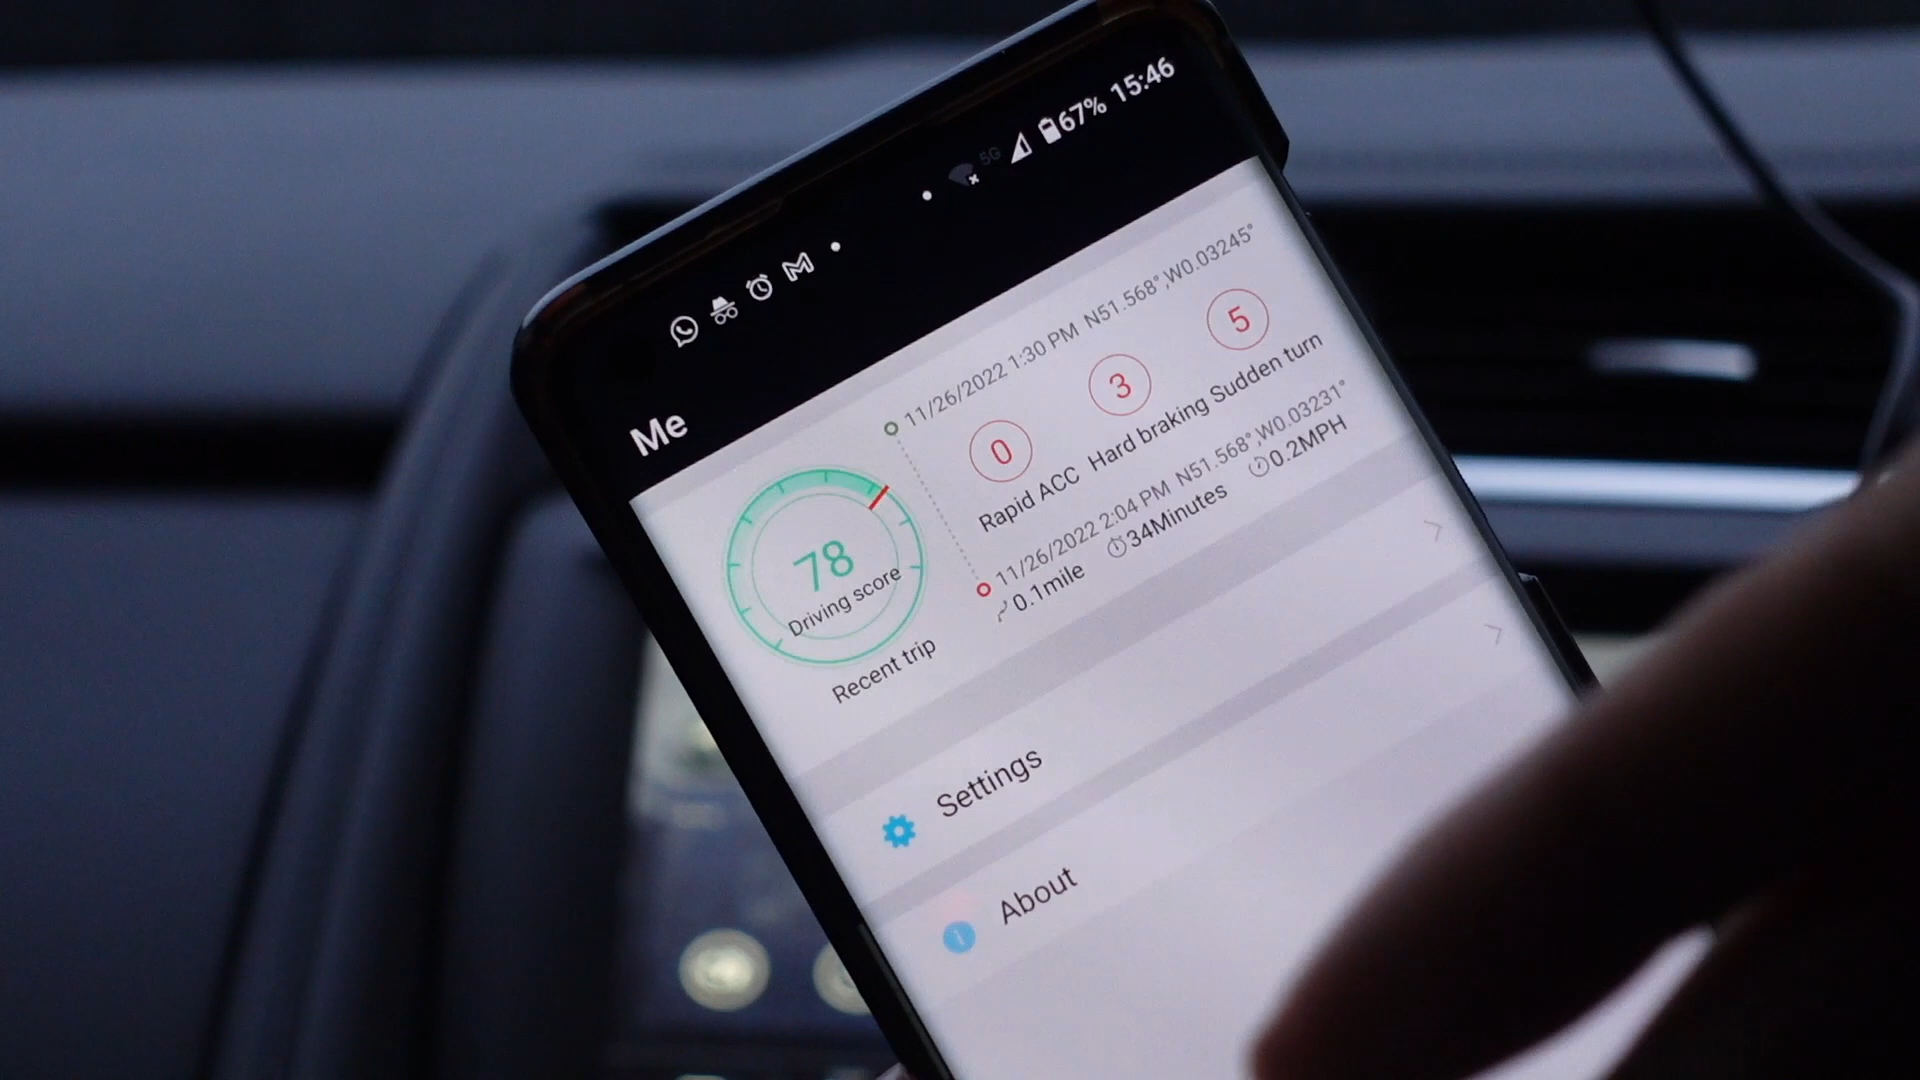 5G 67% 15:46
Me
11/26/2022 1:30 PM N51.568°,W0.03245°
0 3 5
Rapid ACC Hard braking Sudden turn
11/26/2022 2:04 PM N51.568°,W0.03231°
0.1mile 34Minutes 0.2MPH
78
Driving score
Recent trip
Settings
About